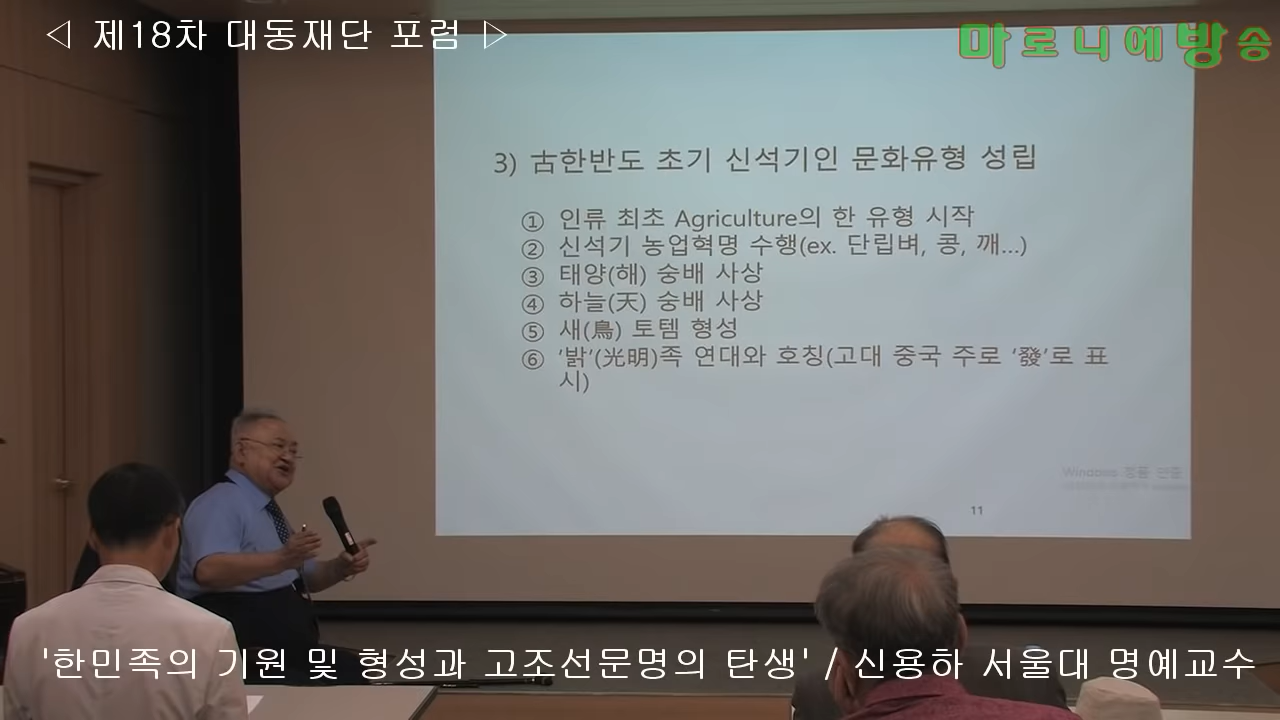 ◁ 제18차 대동재단 포럼 ▷
마로니에방송
3) 古한반도 초기 신석기인 문화유형 성립
① 인류 최초 Agriculture의 한 유형 시작
② 신석기 농업혁명 수행(ex. 단립벼, 콩, 깨...)
③ 태양(해) 숭배 사상
④ 하늘(天) 숭배 사상
⑤ 새(鳥) 토템 형성
⑥ ‘밝’(光明)족 연대와 호칭(고대 중국 주로 ‘發’로 표
시)
Windows 정품 인증
11
'한민족의 기원 및 형성과 고조선문명의 탄생' / 신용하 서울대 명예교수